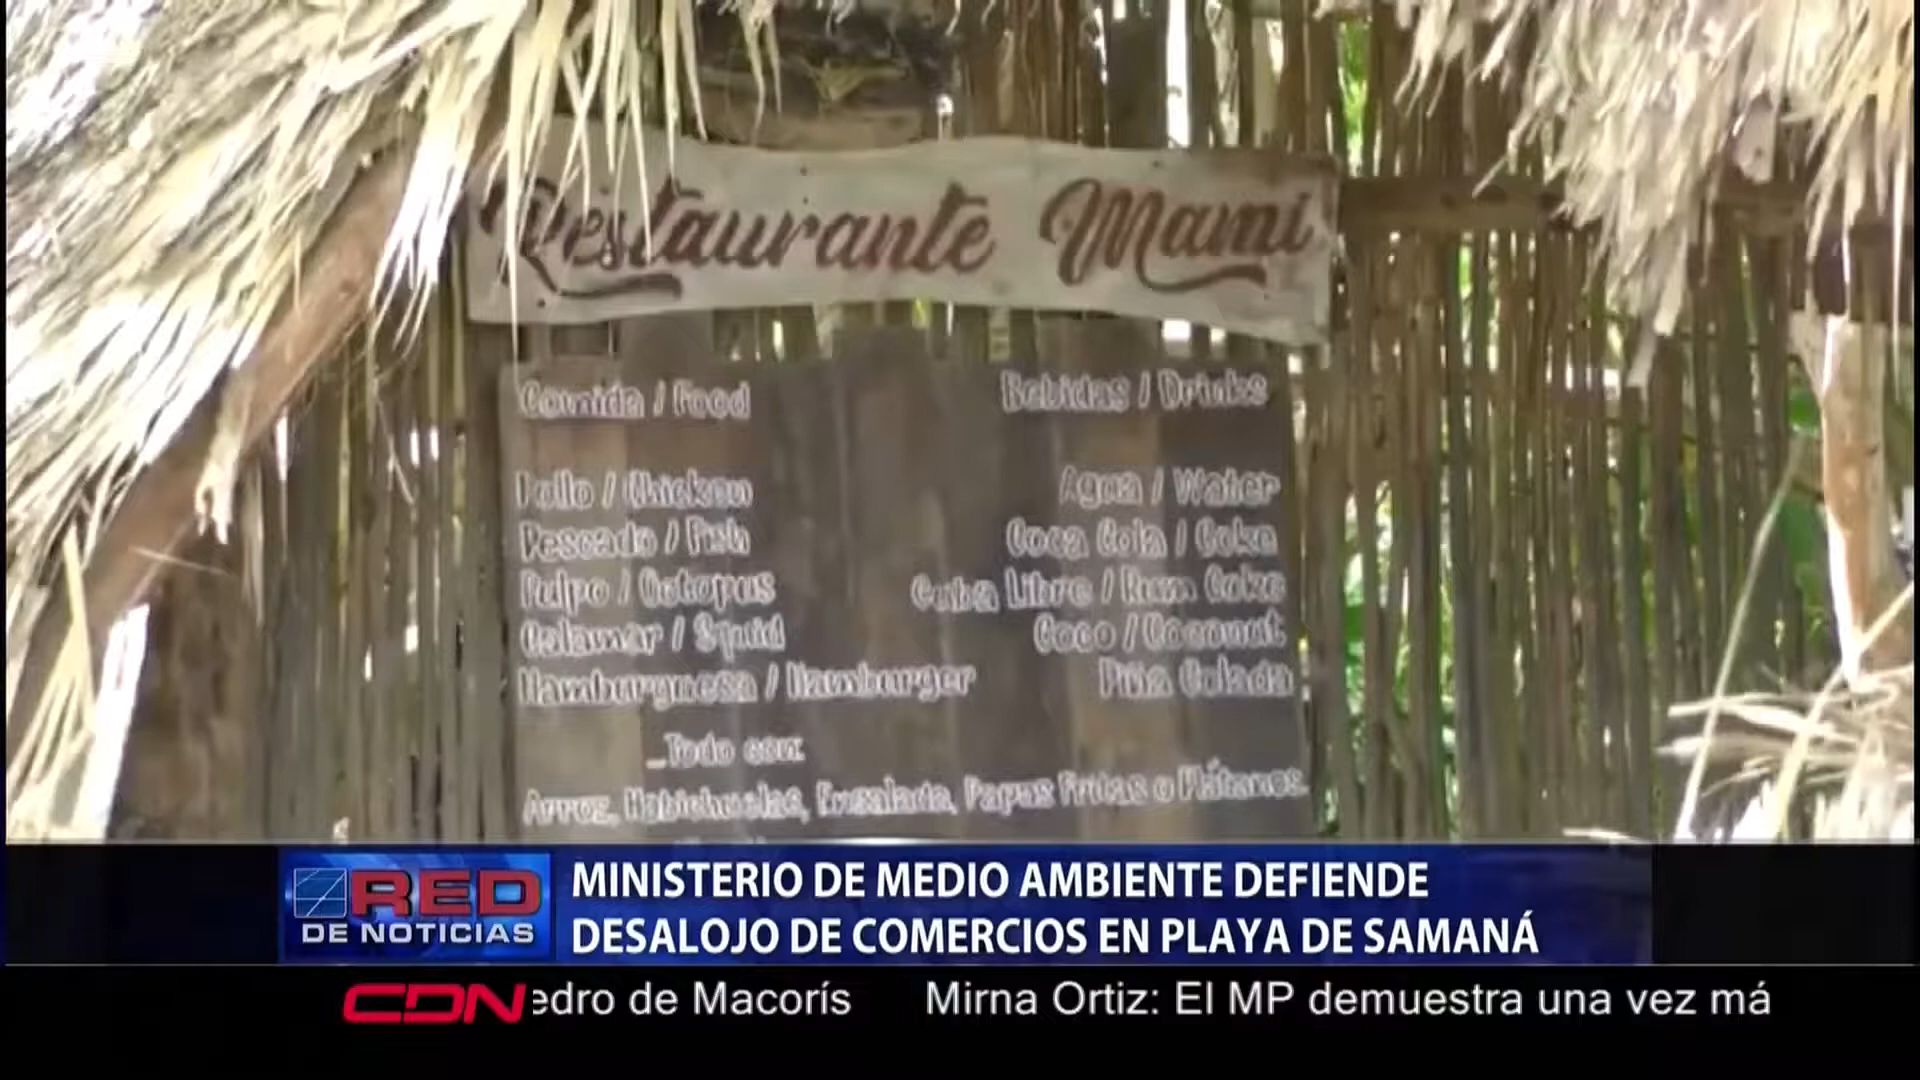 Restaurante Mami
Comida / Food
Bebidas / Drinks
Pollo / Chicken
Agua / Water
Pescado / Fish
Coca Cola / Coke
Pulpo / Octopus
Cuba Libre / Rum Coke
Calamar / Squid
Coco / Coconut
Hamburguesa / Hamburger
Piña Colada
...Todo con:
Arroz, Habichuelas, Ensalada, Papas Fritas o Plátanos.
RED
DE NOTICIAS
MINISTERIO DE MEDIO AMBIENTE DEFIENDE
DESALOJO DE COMERCIOS EN PLAYA DE SAMANÁ
CDN
edro de Macorís Mirna Ortiz: El MP demuestra una vez má